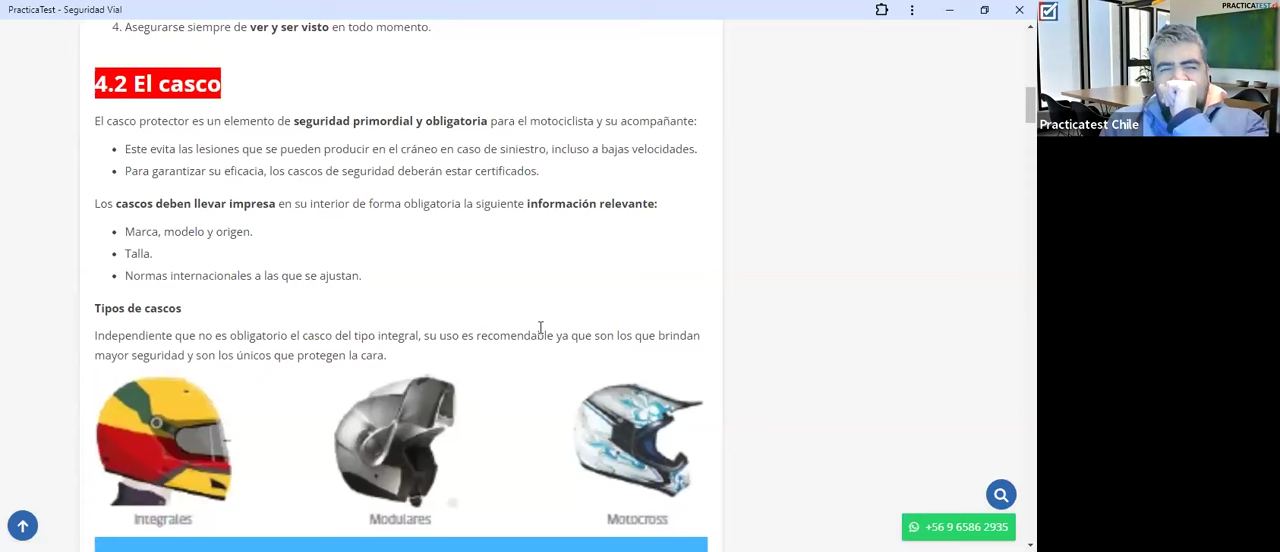 PracticaTest - Seguridad Vial
PRACTICATEST
4. Asegurarse siempre de ver y ser visto en todo momento.
4.2 El casco
Practicatest Chile
El casco protector es un elemento de seguridad primordial y obligatoria para el motociclista y su acompañante:
• Este evita las lesiones que se pueden producir en el cráneo en caso de siniestro, incluso a bajas velocidades.
• Para garantizar su eficacia, los cascos de seguridad deberán estar certificados.
Los cascos deben llevar impresa en su interior de forma obligatoria la siguiente información relevante:
• Marca, modelo y origen.
• Talla.
• Normas internacionales a las que se ajustan.
Tipos de cascos
Independiente que no es obligatorio el casco del tipo integral, su uso es recomendable ya que son los que brindan
mayor seguridad y son los únicos que protegen la cara.
Integrales
Modulares
Motocross
+56 9 6586 2935